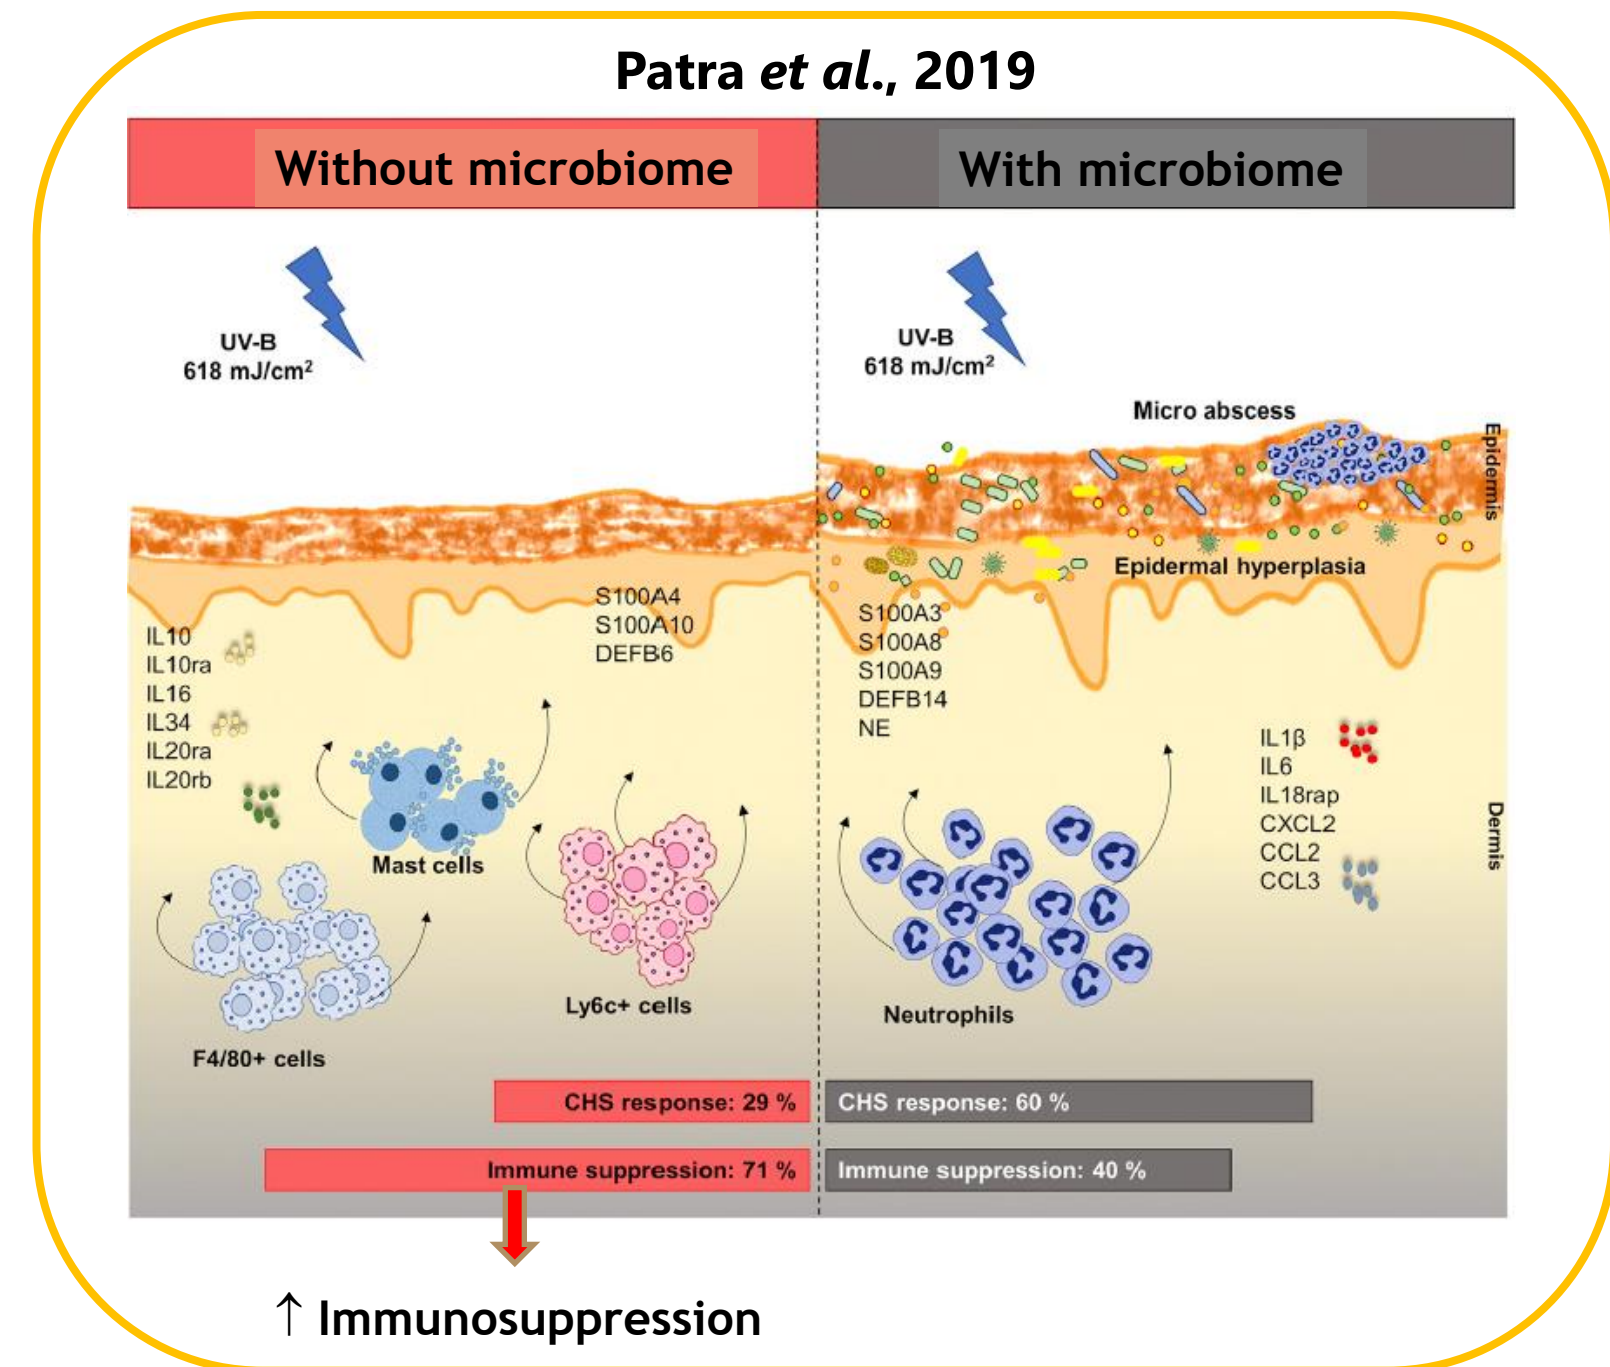 Patra et al., 2019
Without microbiome
With microbiome
UV-B
618 mJ/cm²
UV-B
618 mJ/cm²
Micro abscess
Epidermis
Epidermal hyperplasia
S100A4
S100A10
DEFB6
IL10
IL10ra
IL16
IL34
IL20ra
IL20rb
S100A3
S100A8
S100A9
DEFB14
NE
IL1β
IL6
IL18rap
CXCL2
CCL2
CCL3
Dermis
Mast cells
Ly6c+ cells
F4/80+ cells
Neutrophils
CHS response: 29 %
CHS response: 60 %
Immune suppression: 71 %
Immune suppression: 40 %
↑ Immunosuppression